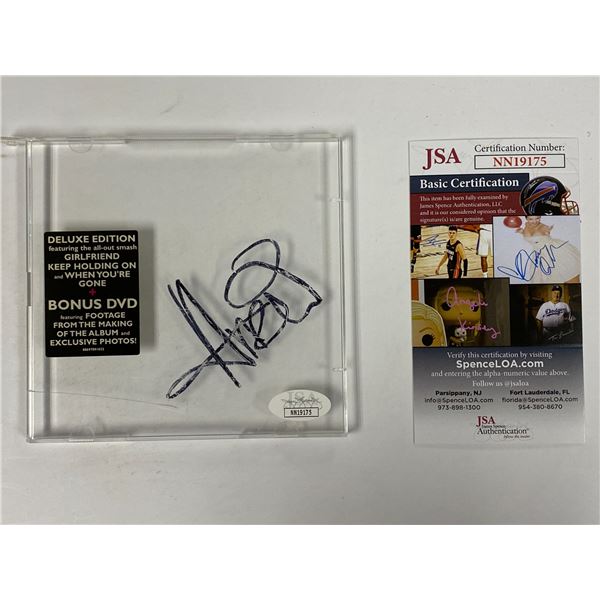 DELUXE EDITION
featuring the all-out smash
GIRLFRIEND
KEEP HOLDING ON
and WHEN YOU'RE
GONE
+
BONUS DVD
featuring FOOTAGE
FROM THE MAKING
OF THE ALBUM and
EXCLUSIVE PHOTOS!
NN19175
JSA
Certification Number:
NN19175
Basic Certification
This item has been fully examined by
James Spence Authentication, LLC
and it is our considered opinion that the
signature(s) is/are genuine.
Angela
Kinsey
Dodgers
Verify this certification by visiting
SpenceLOA.com
and entering the alpha-numeric value above.
Follow us @jsaloa
Parsippany, NJ
info@SpenceLOA.com
973-898-1300
Fort Lauderdale, FL
florida@SpenceLOA.com
954-380-8670
JSA
James Spence
Authentication®